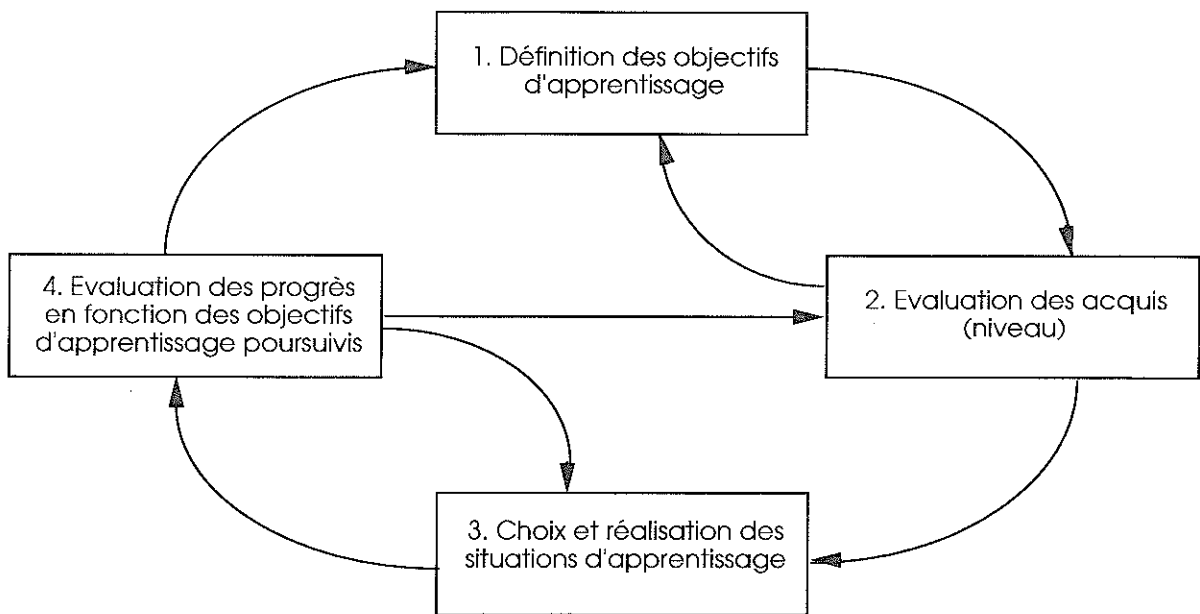 1. Définition des objectifs
d'apprentissage
4. Evaluation des progrès
en fonction des objectifs
d'apprentissage poursuivis
2. Evaluation des acquis
(niveau)
3. Choix et réalisation des
situations d'apprentissage